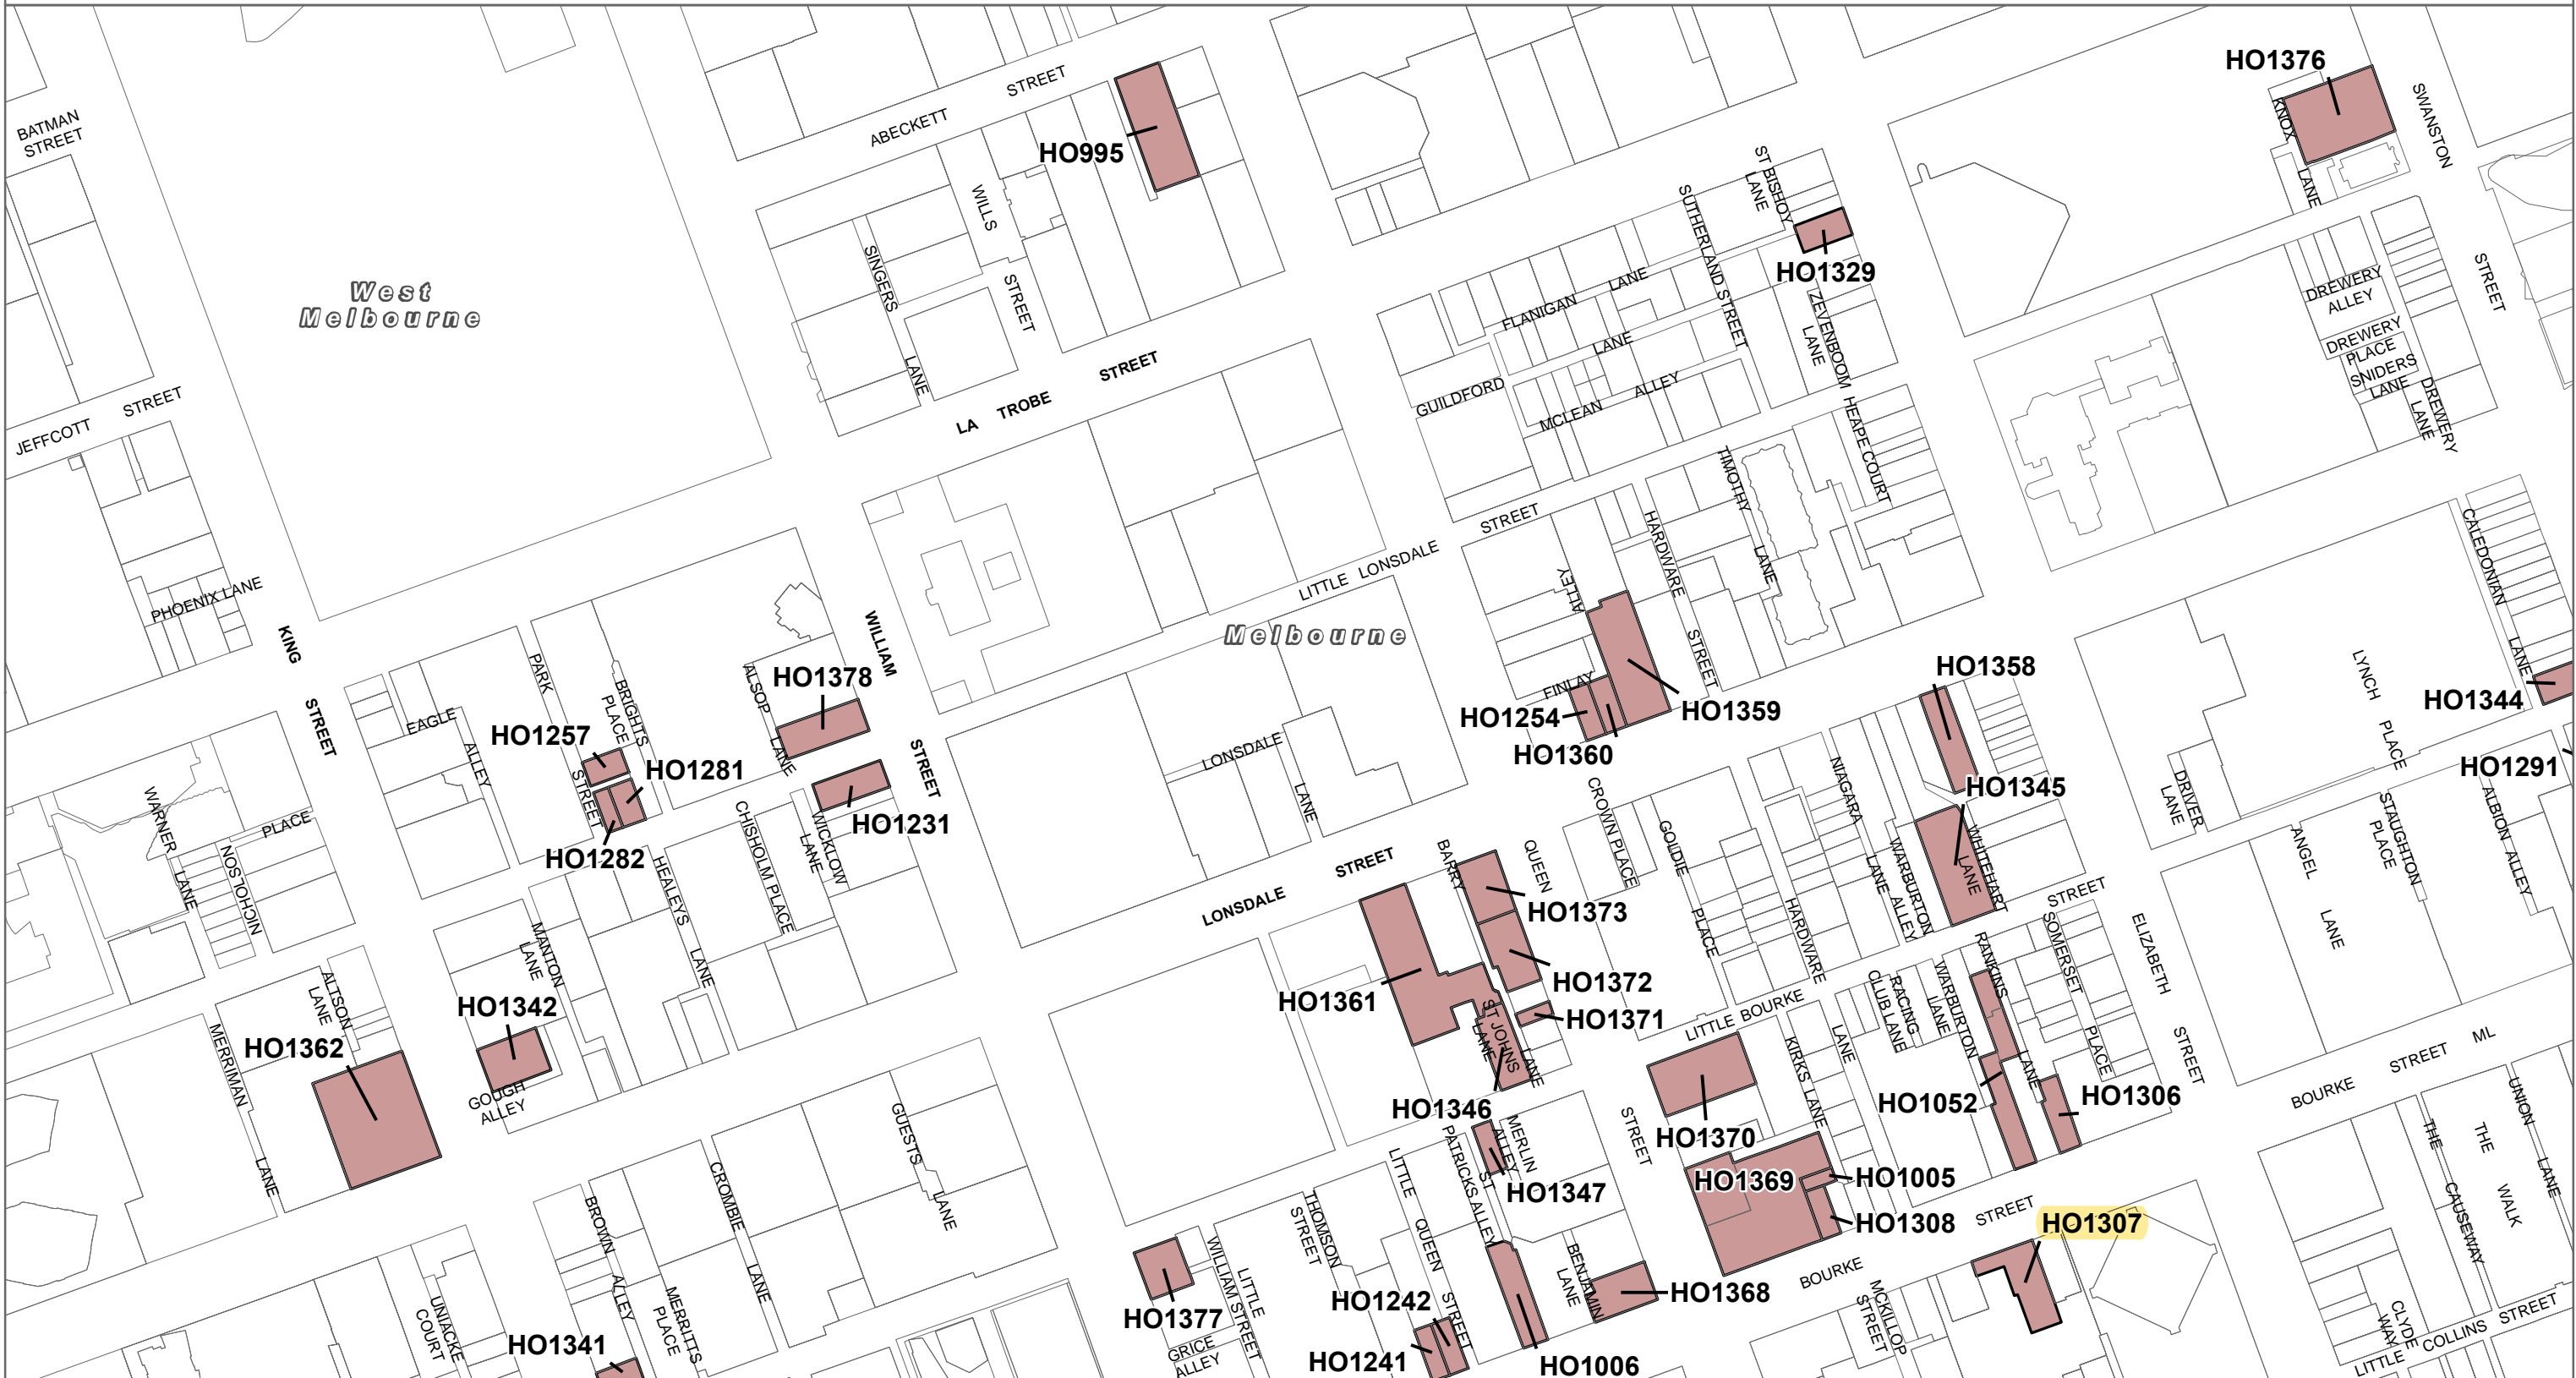 HO1376
BATMAN
STREET
ABECKETT STREET
HO995
KNOX LANE
SWANSTON STREET
ST BISHOY
LANE
SUTHERLAND STREET
HO1329
WILLS STREET
SINGERS LANE
West
Melbourne
FLANIGAN LANE
ZEVENBOOM
LANE
DREWERY
ALLEY
DREWERY
PLACE
SNIDERS
LANE
DREWERY
LANE
LA TROBE STREET
GUILDFORD LANE
MCLEAN ALLEY
HEAPE COURT
JEFFCOTT STREET
TIMOTHY LANE
HARDWARE STREET
CALEDONIAN LANE
LITTLE LONSDALE STREET
PHOENIX LANE
KING STREET
WILLIAM STREET
Melbourne
ALLEY
FINLAY
PARK STREET
BRIGHTS
PLACE
ALSOP LANE
HO1378
HO1358
LYNCH PLACE
HO1344
EAGLE ALLEY
HO1257
HO1281
HO1254
HO1359
HO1360
LONSDALE LANE
HO1291
WARNER LANE
NICHOLSON PLACE
HO1282
HO1231
CHISHOLM PLACE
WICKLOW
LANE
CROWN PLACE
GOLDIE PLACE
NIAGARA LANE
HO1345
DRIVER
LANE
STAUGHTON
PLACE
ALBION ALLEY
ANGEL LANE
HEALEYS LANE
LONSDALE STREET
BARRY LANE
QUEEN STREET
WARBURTON
ALLEY
WHITEHART
LANE
HO1373
HARDWARE LANE
MANTON
LANE
HO1372
HO1361
HO1371
LITTLE BOURKE STREET
ALTSON
LANE
HO1342
ST JOHNS
LANE
RACING
CLUB LANE
WARBURTON
LANE
RANKINS LANE
SOMERSET PLACE
ELIZABETH STREET
HO1362
MERRIMAN LANE
GOUGH
ALLEY
HO1346
KIRKS LANE
HO1052
HO1306
BOURKE STREET ML
HO1370
MERLIN
ALLEY
GUESTS LANE
CROMBIE LANE
BROWN ALLEY
LITTLE QUEEN STREET
ST PATRICKS ALLEY
HO1347
HO1369
HO1005
HO1308
BOURKE STREET
HO1307
THE CAUSEWAY
THE WALK
UNION LANE
THOMSON
STREET
HO1377
LITTLE
WILLIAM STREET
BENJAMIN
LANE
HO1368
MCKILLOP
STREET
UNIACKE
COURT
MERRITTS
PLACE
HO1242
CLYDE
WAY
LITTLE COLLINS STREET
HO1341
GRICE
ALLEY
HO1241
HO1006